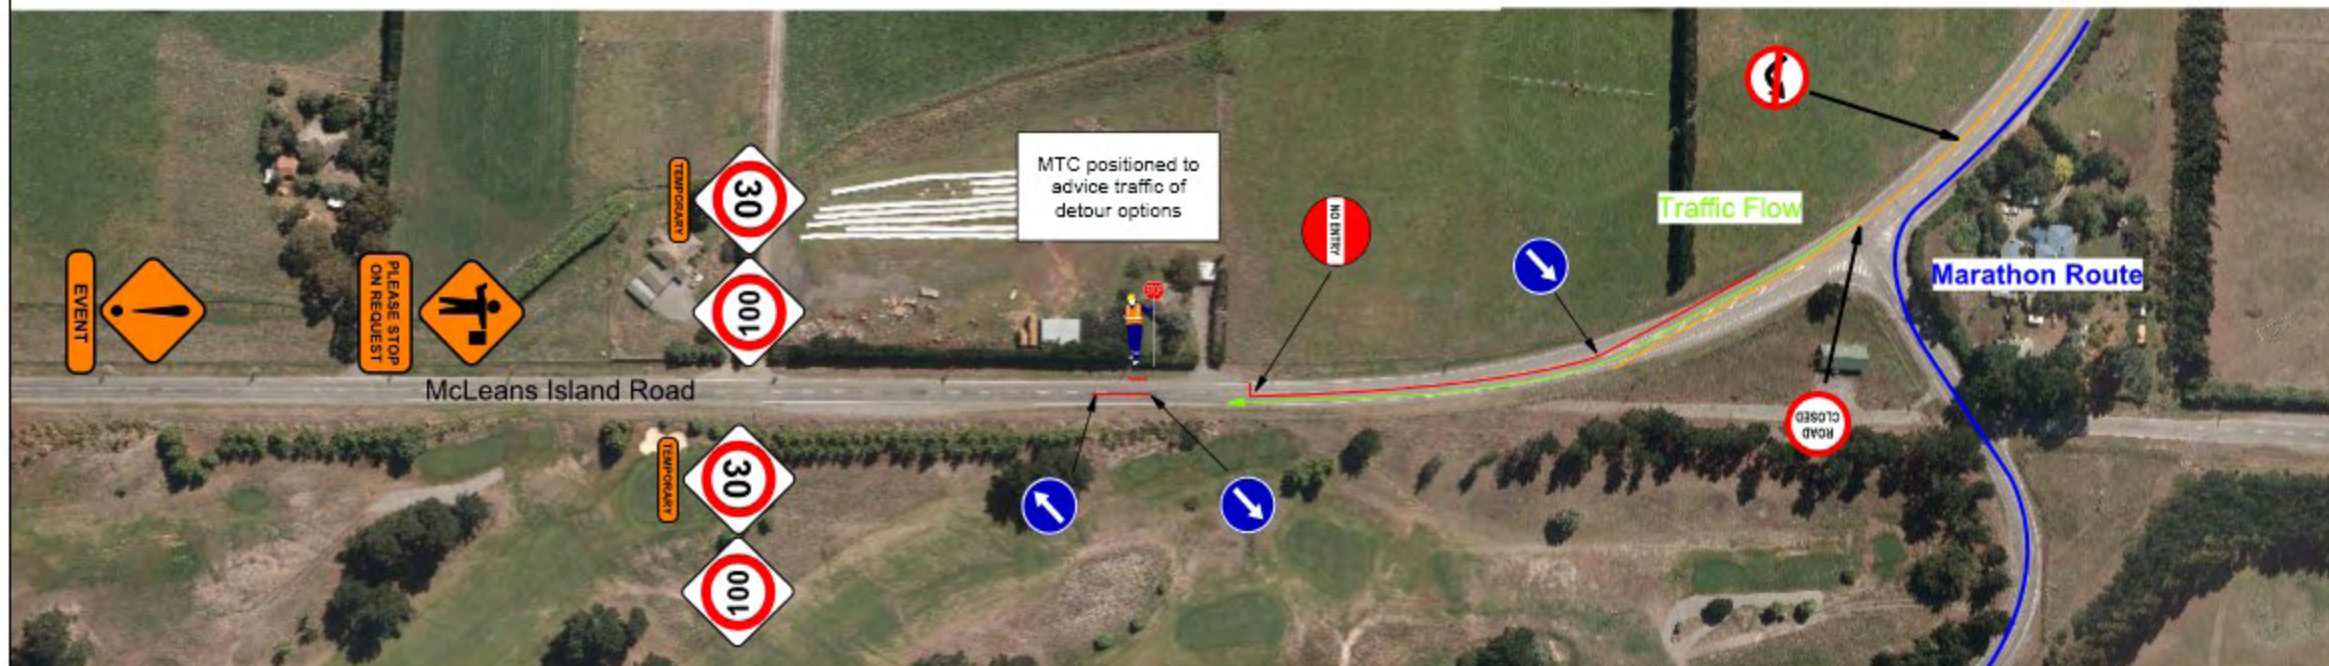 EVENT
PLEASE STOP
ON REQUEST
TEMPORARY
30
100
McLeans Island Road
TEMPORARY
30
100
MTC positioned to
advice traffic of
detour options
STOP
NO ENTRY
Traffic Flow
Marathon Route
ROAD
CLOSED